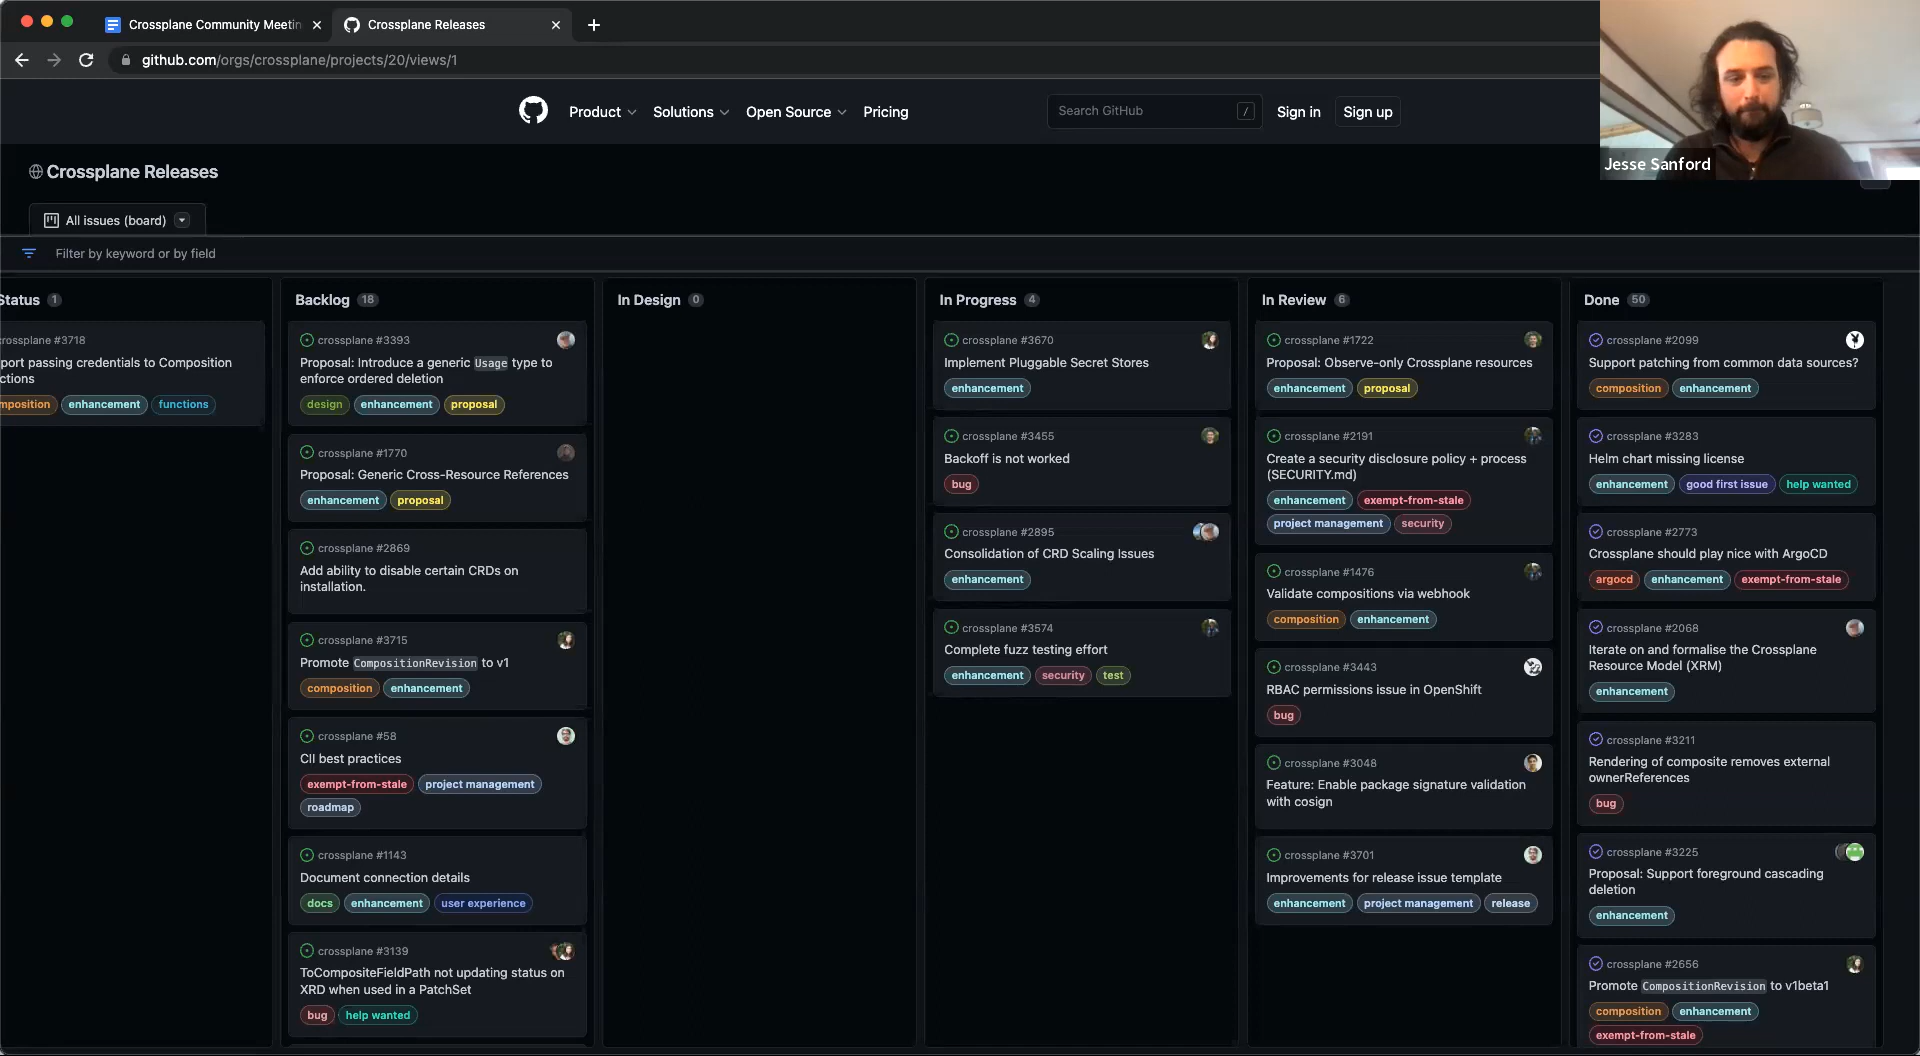 Crossplane Community Meetin
Crossplane Releases
github.com/orgs/crossplane/projects/20/views/1
Product
Solutions
Open Source
Pricing
Search GitHub
/
Sign in
Sign up
Jesse Sanford
Crossplane Releases
All issues (board)
Filter by keyword or by field
Status 1
rossplane #3718
port passing credentials to Composition
ctions
mposition enhancement functions
Backlog 18
crossplane #3393
Proposal: Introduce a generic Usage type to
enforce ordered deletion
design enhancement proposal
crossplane #1770
Proposal: Generic Cross-Resource References
enhancement proposal
crossplane #2869
Add ability to disable certain CRDs on
installation.
crossplane #3715
Promote CompositionRevision to v1
composition enhancement
crossplane #58
CII best practices
exempt-from-stale project management
roadmap
crossplane #1143
Document connection details
docs enhancement user experience
crossplane #3139
ToCompositeFieldPath not updating status on
XRD when used in a PatchSet
bug help wanted
In Design 0
In Progress 4
crossplane #3670
Implement Pluggable Secret Stores
enhancement
crossplane #3455
Backoff is not worked
bug
crossplane #2895
Consolidation of CRD Scaling Issues
enhancement
crossplane #3574
Complete fuzz testing effort
enhancement security test
In Review 6
crossplane #1722
Proposal: Observe-only Crossplane resources
enhancement proposal
crossplane #2191
Create a security disclosure policy + process
(SECURITY.md)
enhancement exempt-from-stale
project management security
crossplane #1476
Validate compositions via webhook
composition enhancement
crossplane #3443
RBAC permissions issue in OpenShift
bug
crossplane #3048
Feature: Enable package signature validation
with cosign
crossplane #3701
Improvements for release issue template
enhancement project management release
Done 50
crossplane #2099
Support patching from common data sources?
composition enhancement
crossplane #3283
Helm chart missing license
enhancement good first issue help wanted
crossplane #2773
Crossplane should play nice with ArgoCD
argocd enhancement exempt-from-stale
crossplane #2068
Iterate on and formalise the Crossplane
Resource Model (XRM)
enhancement
crossplane #3211
Rendering of composite removes external
ownerReferences
bug
crossplane #3225
Proposal: Support foreground cascading
deletion
enhancement
crossplane #2656
Promote CompositionRevision to v1beta1
composition enhancement
exempt-from-stale